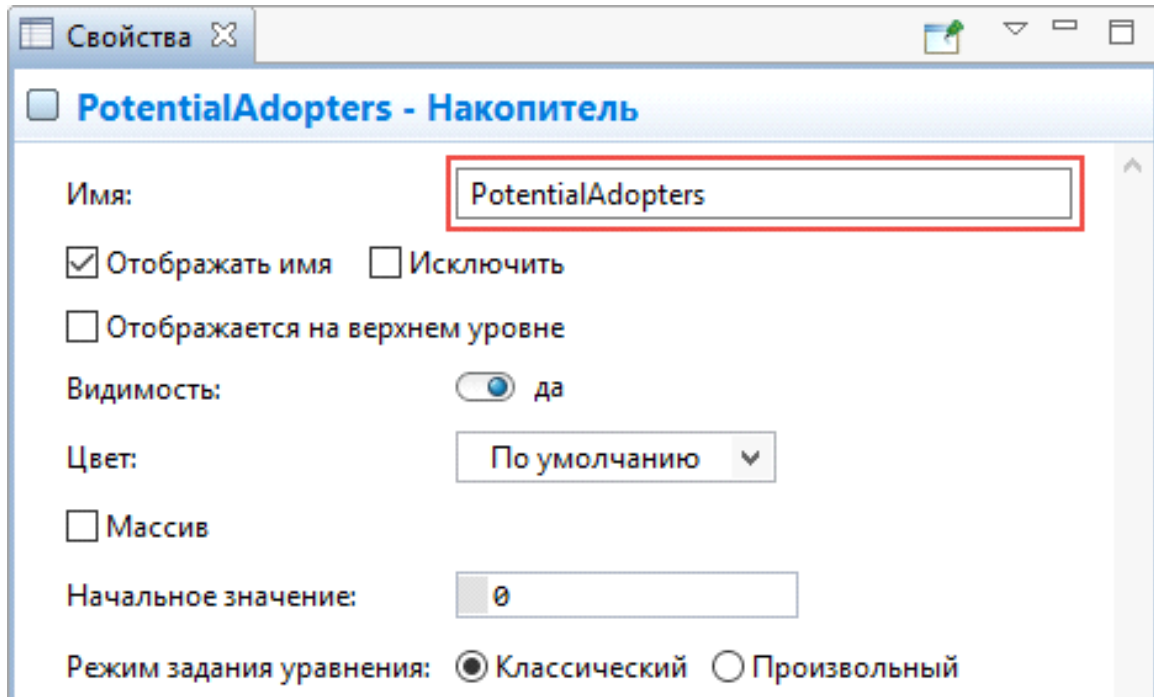 Свойства
PotentialAdopters - Накопитель
Имя: PotentialAdopters
Отображать имя Исключить
Отображается на верхнем уровне
Видимость: да
Цвет: По умолчанию
Массив
Начальное значение: 0
Режим задания уравнения: Классический Произвольный